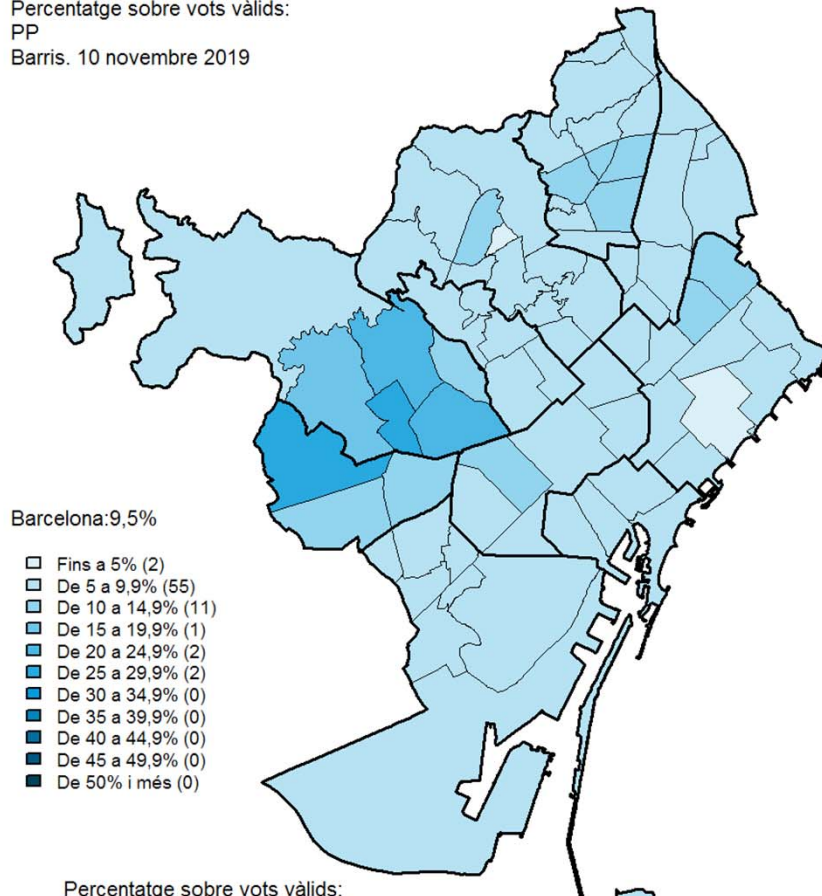 Percentatge sobre vots vàlids:
PP
Barris. 10 novembre 2019
Barcelona:9,5%
Fins a 5% (2)
De 5 a 9,9% (55)
De 10 a 14,9% (11)
De 15 a 19,9% (1)
De 20 a 24,9% (2)
De 25 a 29,9% (2)
De 30 a 34,9% (0)
De 35 a 39,9% (0)
De 40 a 44,9% (0)
De 45 a 49,9% (0)
De 50% i més (0)
Percentatge sobre vots vàlids: